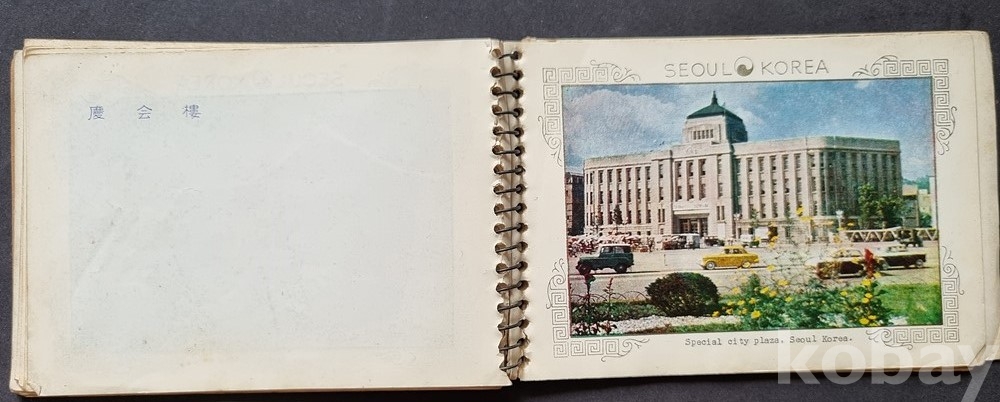 慶 会 樓
SEOUL KOREA
Special city plaza. Seoul Korea.
kobay